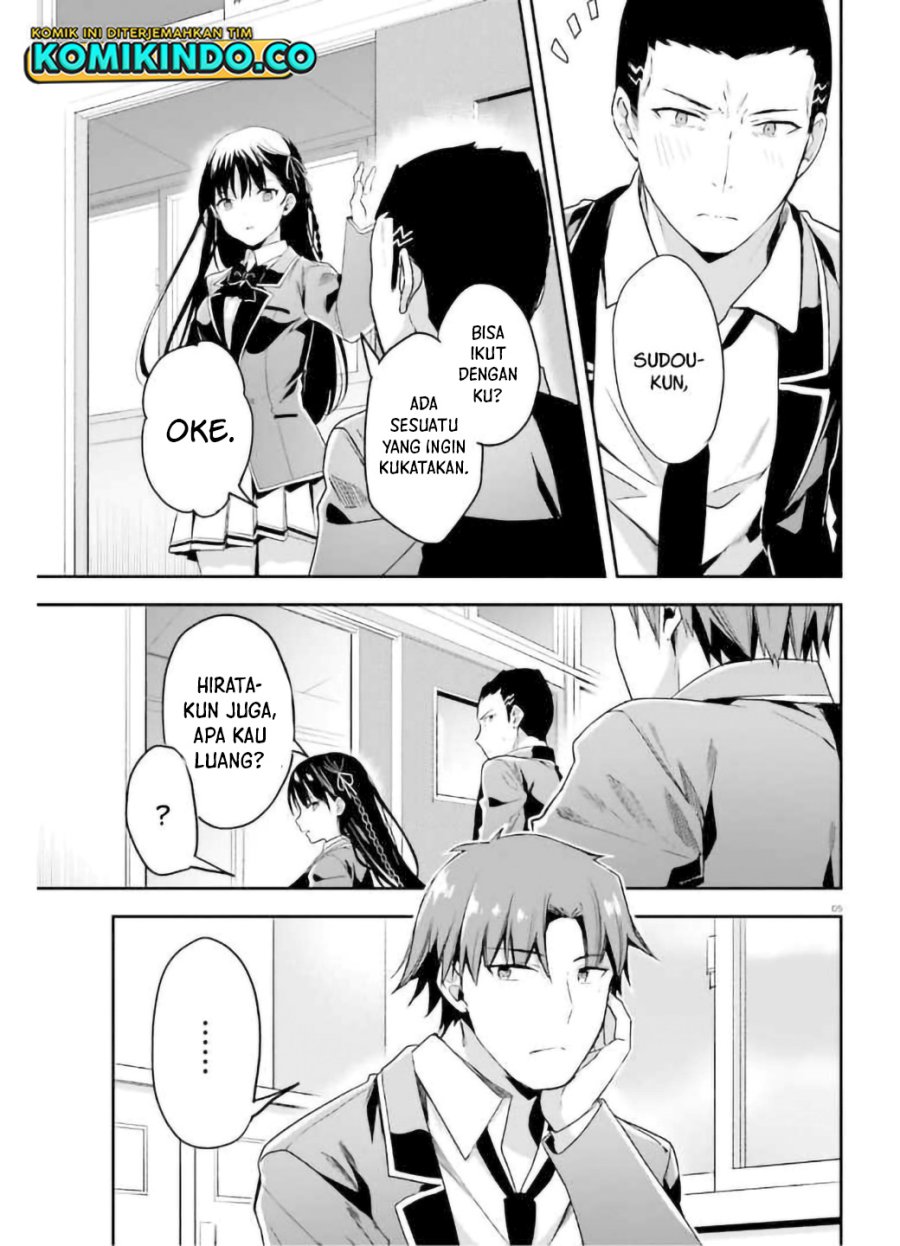 KOMIK INI DITERJEMAHKAN TIM
KOMIKINDO.CO
SUDOU-
KUN,
BISA
IKUT
DENGAN
KU?
ADA
SESUATU
YANG INGIN
KUKATAKAN.
OKE.
HIRATA-
KUN JUGA,
APA KAU
LUANG?
?
......